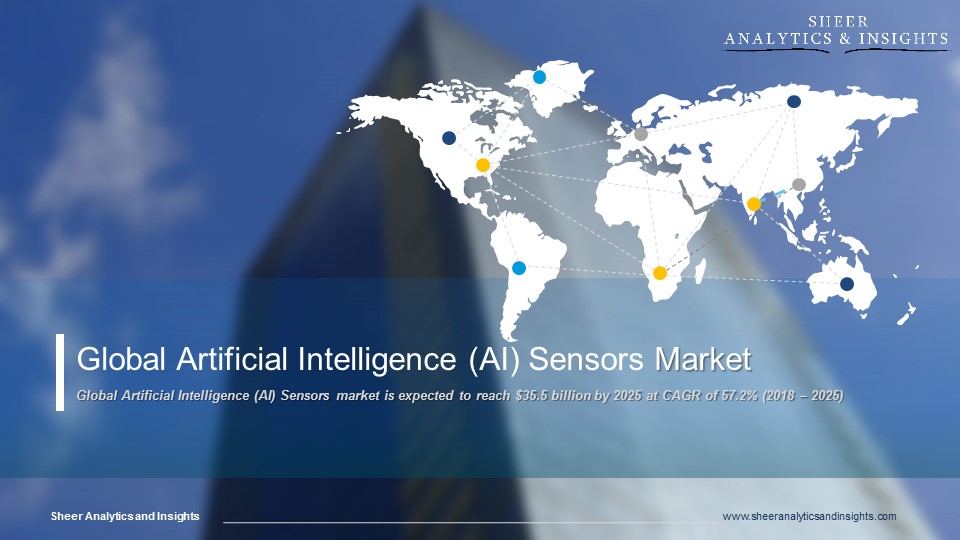 SHEER
ANALYTICS & INSIGHTS
Global Artificial Intelligence (AI) Sensors Market
Global Artificial Intelligence (AI) Sensors market is expected to reach $35.5 billion by 2025 at CAGR of 57.2% (2018 – 2025)
Sheer Analytics and Insights
www.sheeranalyticsandinsights.com